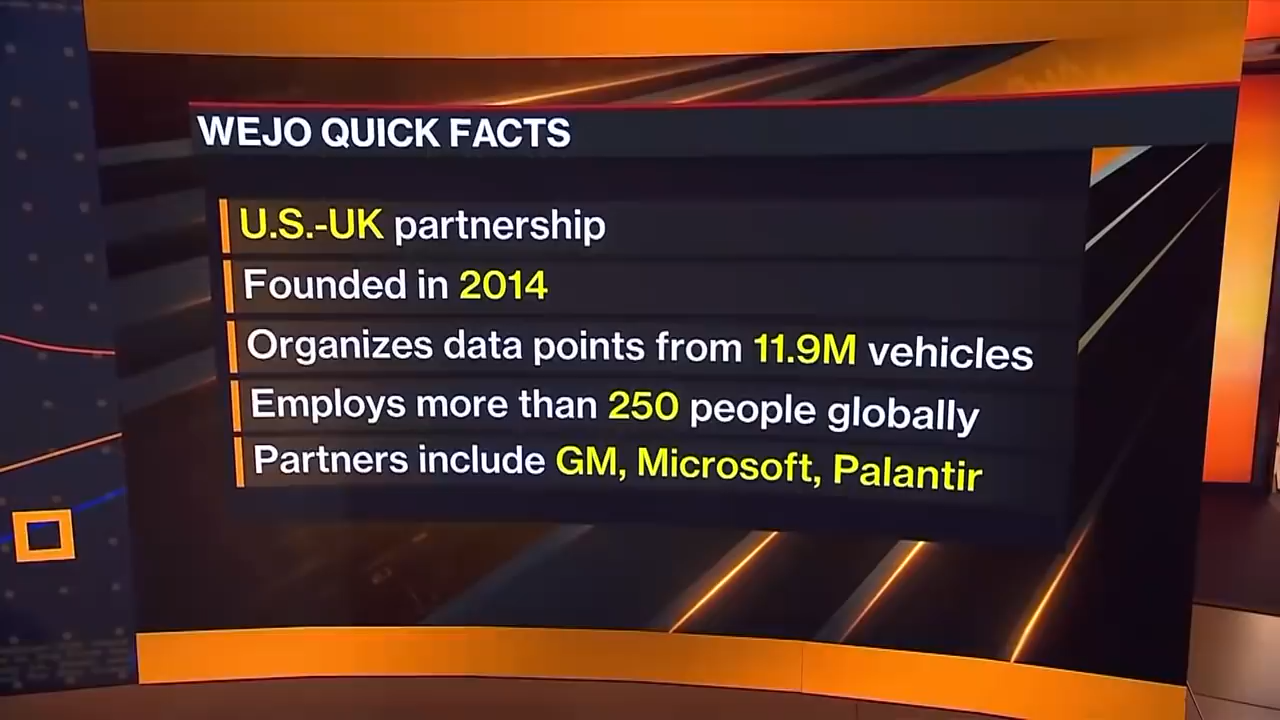 WEJO QUICK FACTS
U.S.-UK partnership
Founded in 2014
Organizes data points from 11.9M vehicles
Employs more than 250 people globally
Partners include GM, Microsoft, Palantir